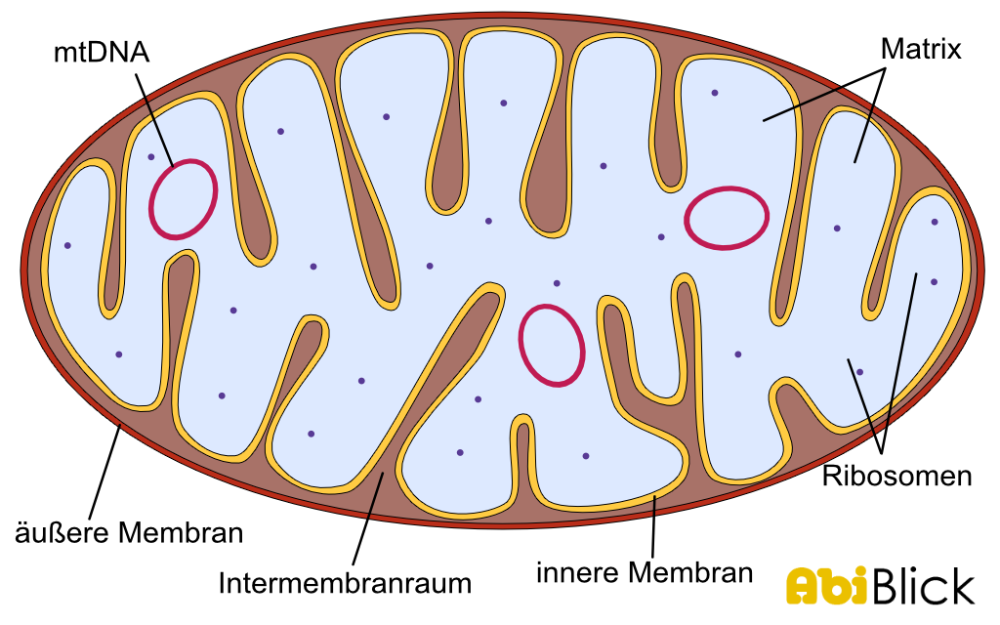 mtDNA
Matrix
Ribosomen
äußere Membran
Intermembranraum
innere Membran
AbiBlick